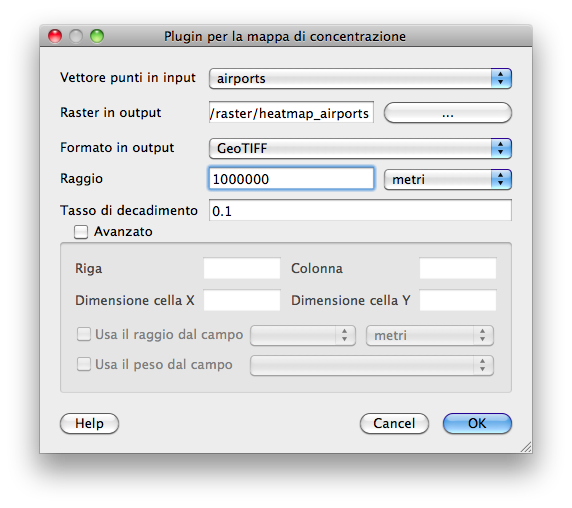 Plugin per la mappa di concentrazione
Vettore punti in input airports
Raster in output /raster/heatmap_airports ...
Formato in output GeoTIFF
Raggio 1000000 metri
Tasso di decadimento 0.1
Avanzato
Riga Colonna
Dimensione cella X Dimensione cella Y
Usa il raggio dal campo metri
Usa il peso dal campo
Help Cancel OK